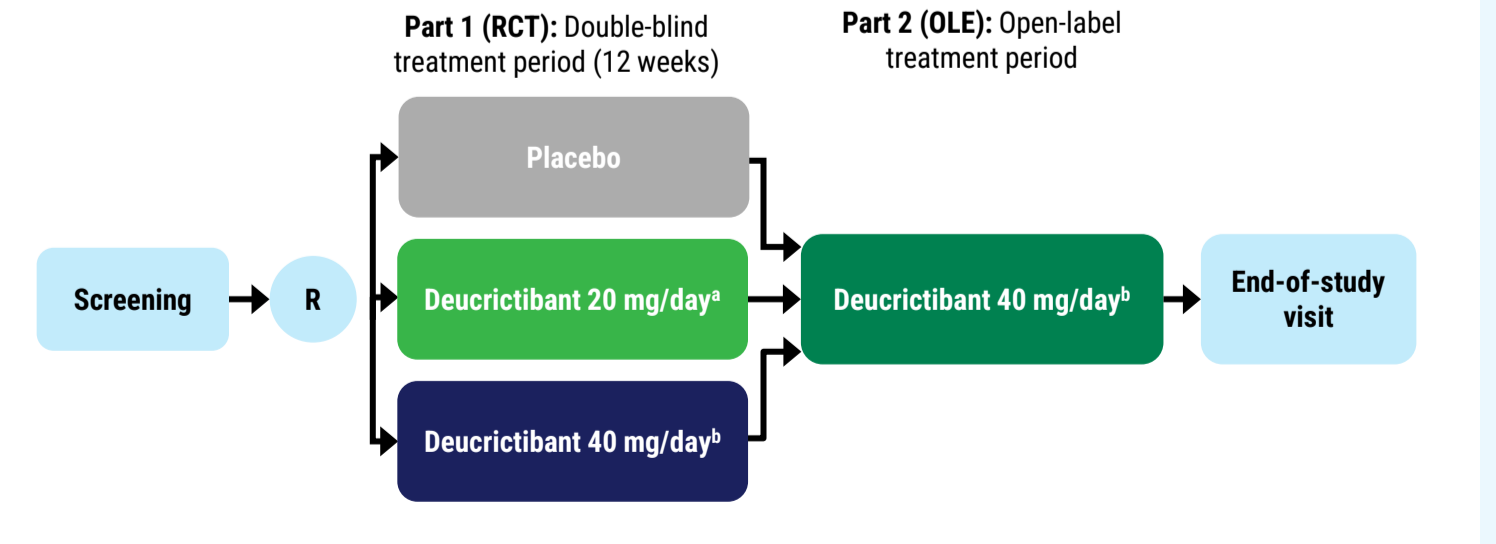 Part 1 (RCT): Double-blind
treatment period (12 weeks)
Part 2 (OLE): Open-label
treatment period
Placebo
Screening
R
Deucrictibant 20 mg/dayᵃ
Deucrictibant 40 mg/dayᵇ
Deucrictibant 40 mg/dayᵇ
End-of-study
visit